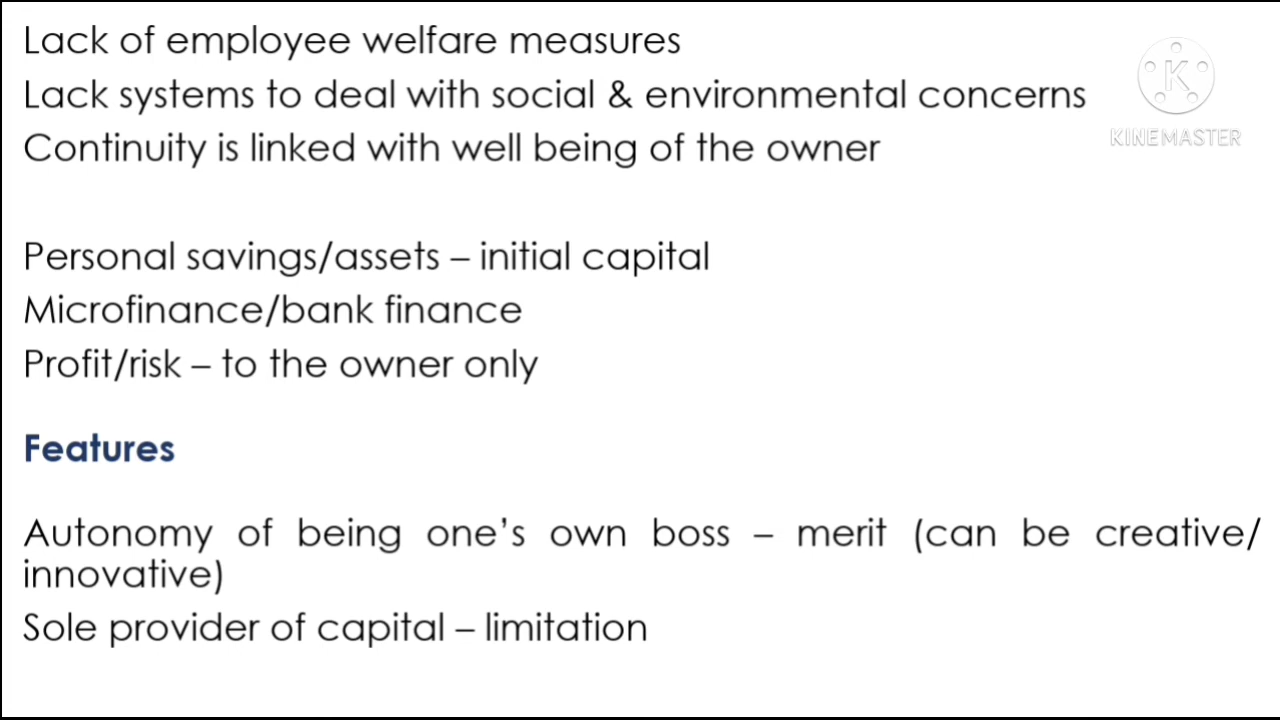 Lack of employee welfare measures
Lack systems to deal with social & environmental concerns
Continuity is linked with well being of the owner
K
KINEMASTER
Personal savings/assets – initial capital
Microfinance/bank finance
Profit/risk – to the owner only
Features
Autonomy of being one’s own boss – merit (can be creative/
innovative)
Sole provider of capital – limitation